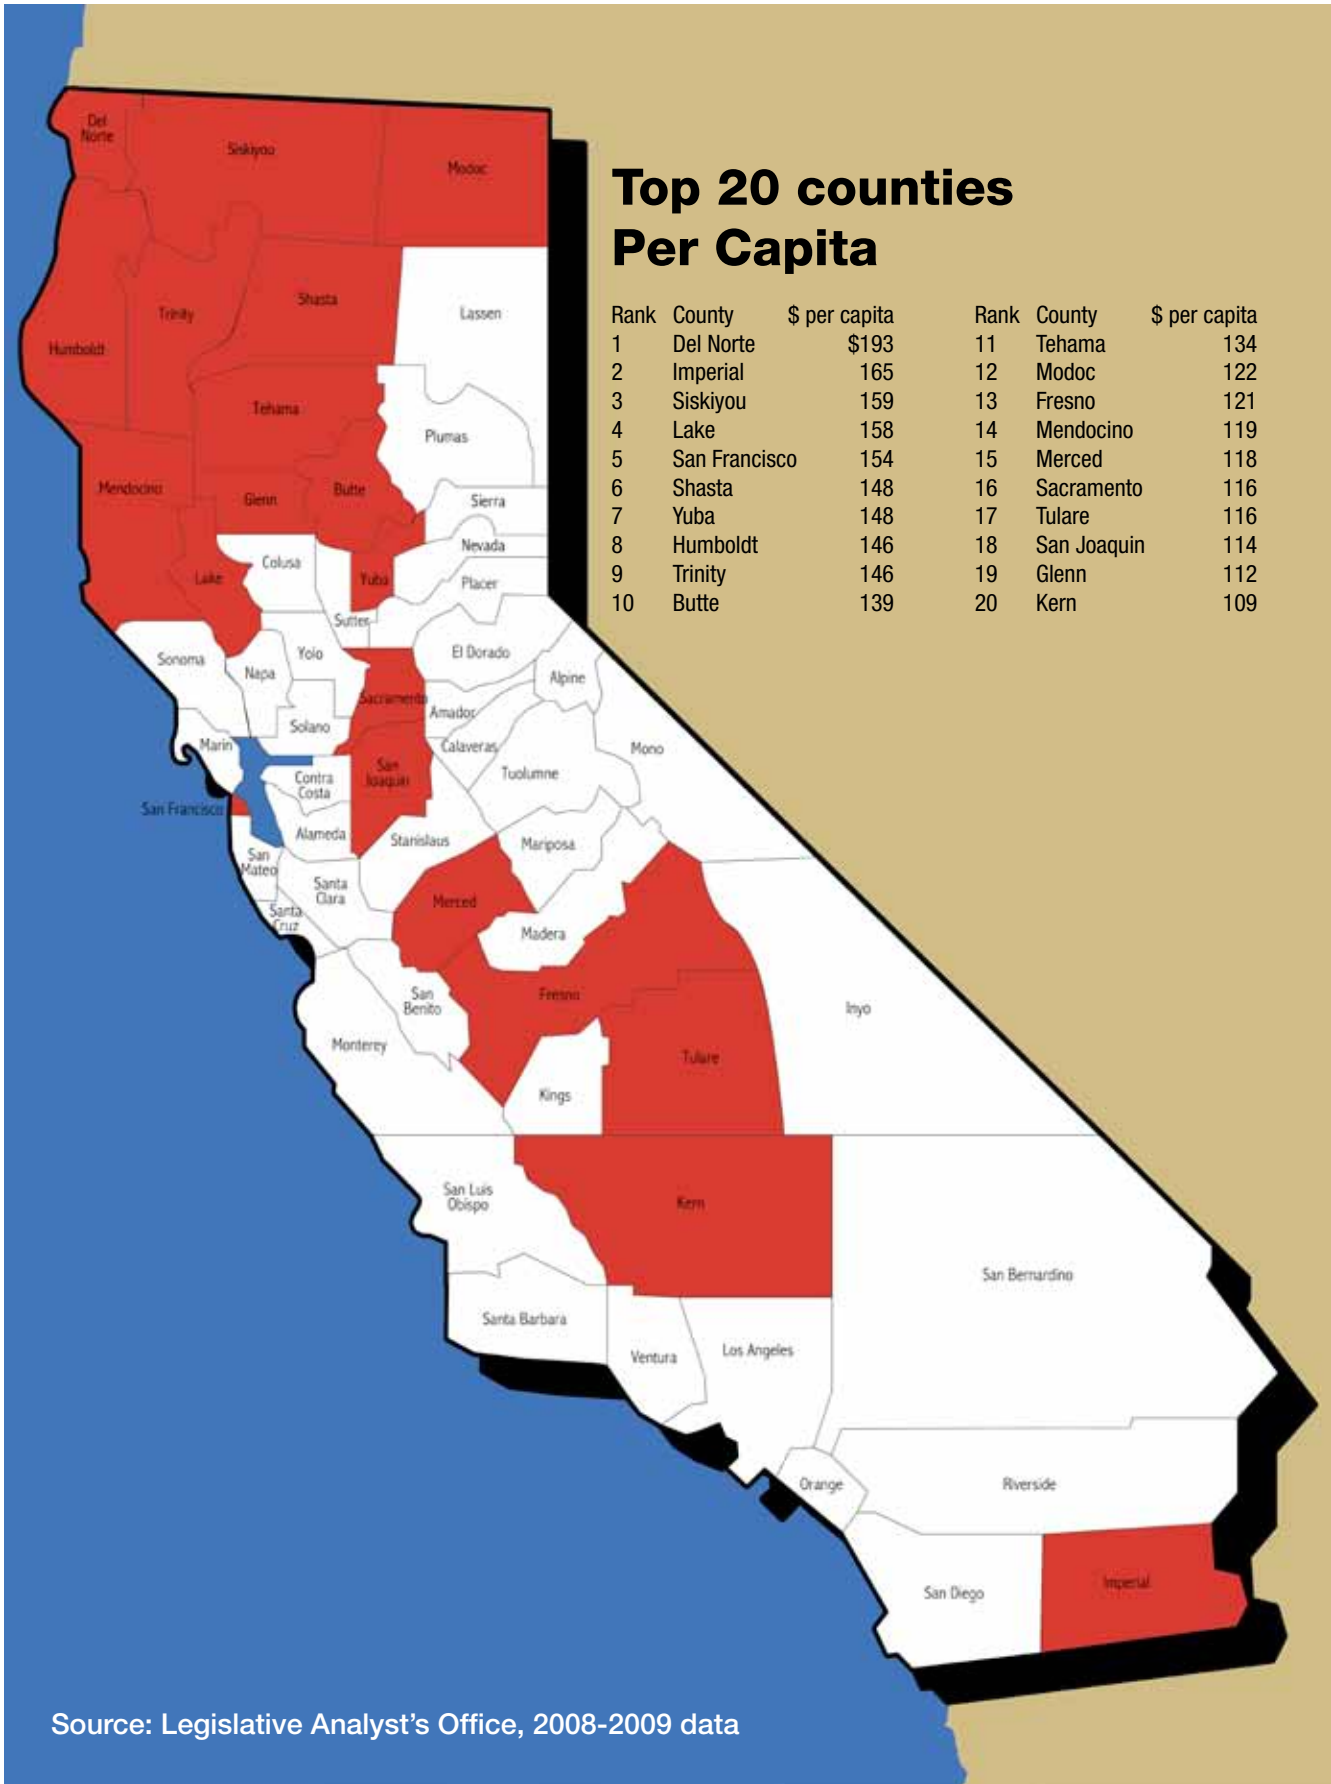 Top 20 counties
Per Capita
Rank County $ per capita
1 Del Norte $193
2 Imperial 165
3 Siskiyou 159
4 Lake 158
5 San Francisco 154
6 Shasta 148
7 Yuba 148
8 Humboldt 146
9 Trinity 146
10 Butte 139
Rank County $ per capita
11 Tehama 134
12 Modoc 122
13 Fresno 121
14 Mendocino 119
15 Merced 118
16 Sacramento 116
17 Tulare 116
18 San Joaquin 114
19 Glenn 112
20 Kern 109
Del
Norte
Siskiyou
Modoc
Humboldt
Trinity
Shasta
Lassen
Tehama
Plumas
Mendocino
Glenn
Butte
Sierra
Nevada
Colusa
Lake
Yuba
Placer
Sutter
Sonoma
Napa
Yolo
El Dorado
Alpine
Sacramento
Amador
Solano
Marin
Calaveras
Mono
San
Joaquin
Tuolumne
Contra
Costa
San Francisco
Alameda
Stanislaus
Mariposa
San
Mateo
Santa
Clara
Merced
Santa
Cruz
Madera
San
Benito
Fresno
Inyo
Monterey
Tulare
Kings
San Luis
Obispo
Kern
San Bernardino
Santa Barbara
Ventura
Los Angeles
Orange
Riverside
San Diego
Imperial
Source: Legislative Analyst's Office, 2008-2009 data